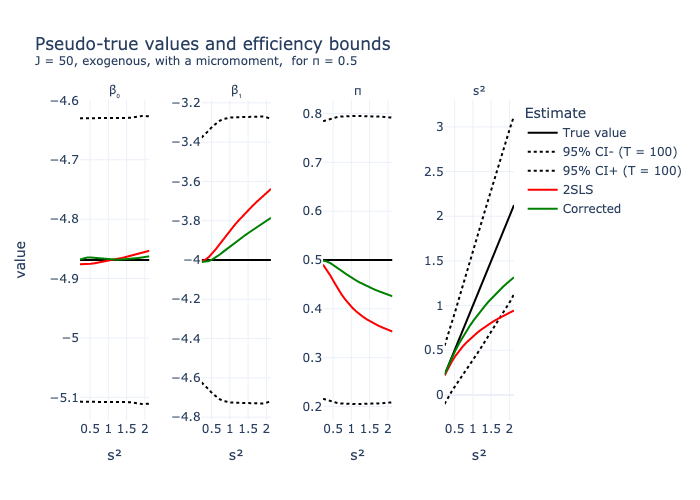 Pseudo-true values and efficiency bounds
J = 50, exogenous, with a micromoment,  for π = 0.5
β₀
β₁
π
s²
−4.6
−4.7
−4.8
−4.9
−5
−5.1
−3.2
−3.4
−3.6
−3.8
−4
−4.2
−4.4
−4.6
−4.8
0.8
0.7
0.6
0.5
0.4
0.3
0.2
3
2.5
2
1.5
1
0.5
0
value
0.5 1 1.5 2
0.5 1 1.5 2
0.5 1 1.5 2
0.5 1 1.5 2
s²
s²
s²
s²
Estimate
True value
95% CI- (T = 100)
95% CI+ (T = 100)
2SLS
Corrected